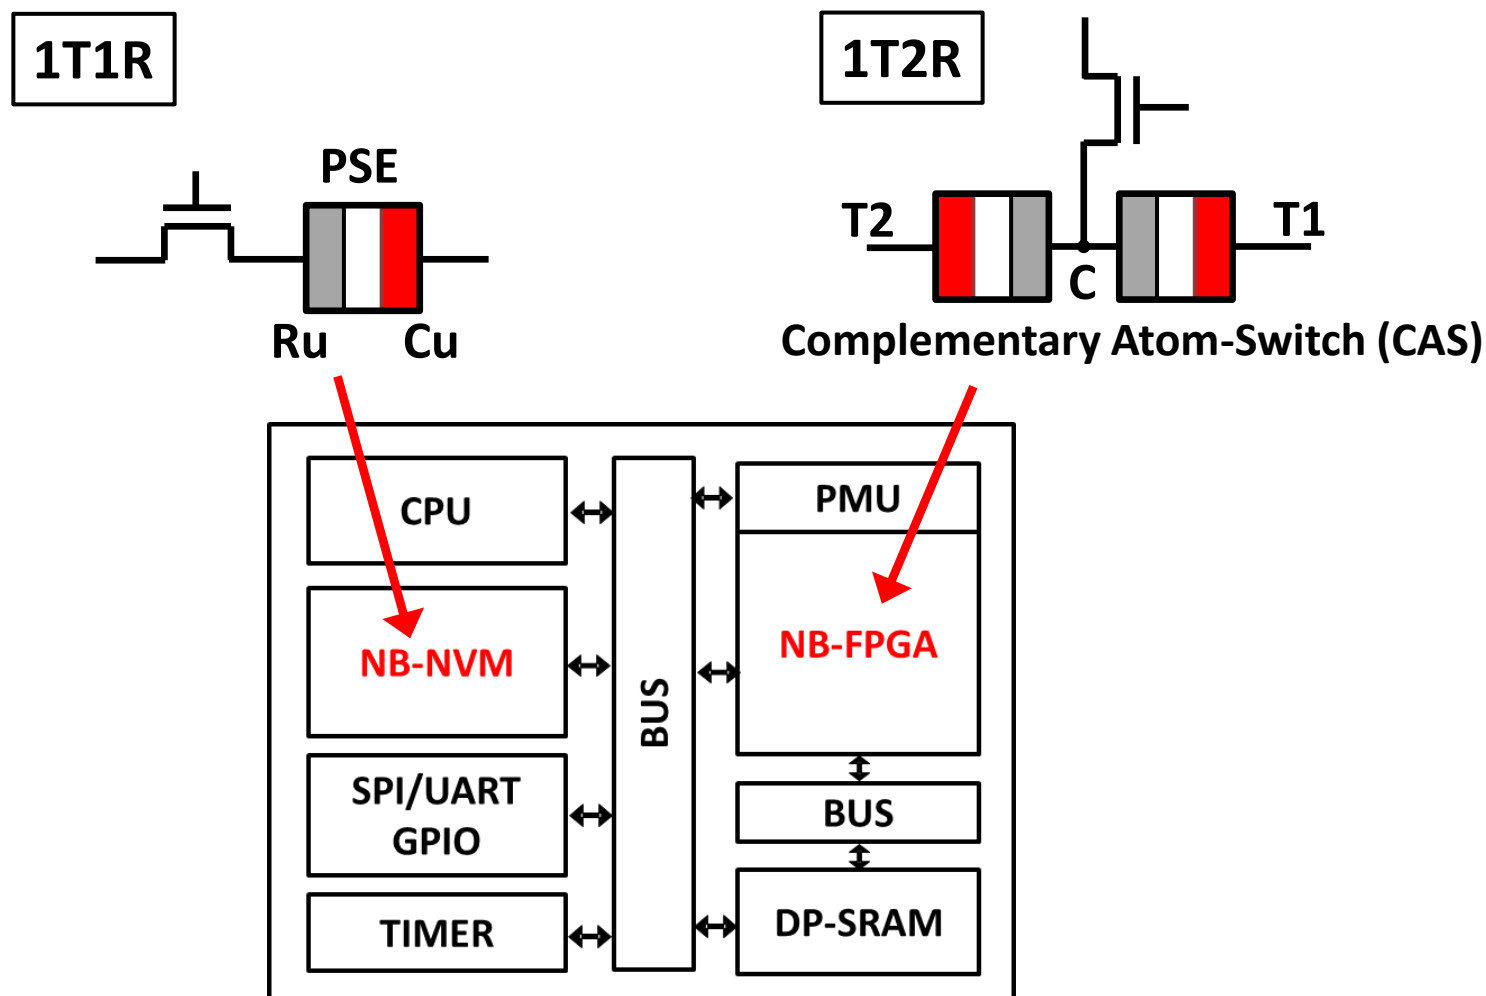 1T1R
1T2R
PSE
T2
T1
C
Ru
Cu
Complementary Atom-Switch (CAS)
CPU
PMU
NB-NVM
NB-FPGA
BUS
SPI/UART
GPIO
BUS
TIMER
DP-SRAM